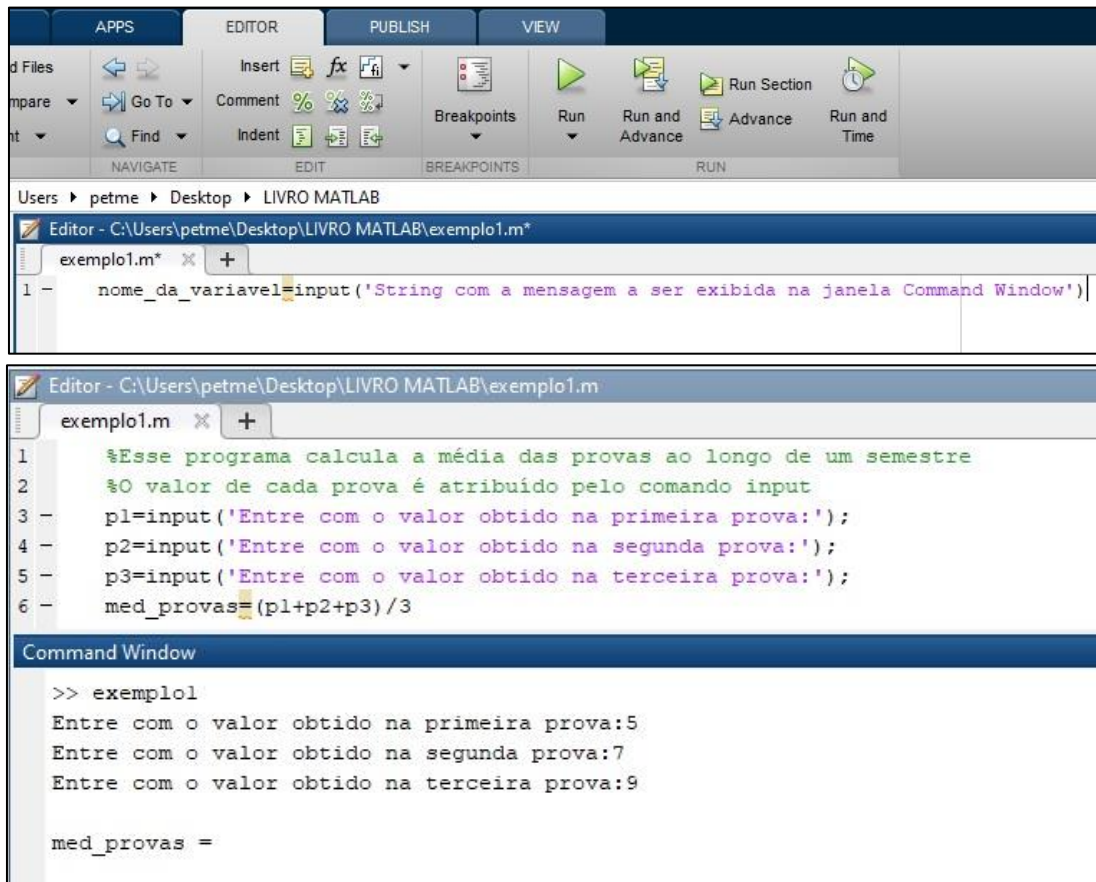 APPS EDITOR PUBLISH VIEW
d Files Insert fx
mpare Go To Comment Breakpoints Run Run and Advance Run Section Advance Run and Time
nt Find Indent
NAVIGATE EDIT BREAKPOINTS RUN
Users petme Desktop LIVRO MATLAB
Editor - C:\Users\petme\Desktop\LIVRO MATLAB\exemplo1.m*
exemplo1.m* +
1 - nome_da_variavel=input('String com a mensagem a ser exibida na janela Command Window')
Editor - C:\Users\petme\Desktop\LIVRO MATLAB\exemplo1.m
exemplo1.m +
1 %Esse programa calcula a média das provas ao longo de um semestre
2 %O valor de cada prova é atribuído pelo comando input
3 - p1=input('Entre com o valor obtido na primeira prova:');
4 - p2=input('Entre com o valor obtido na segunda prova:');
5 - p3=input('Entre com o valor obtido na terceira prova:');
6 - med_provas=(p1+p2+p3)/3
Command Window
>> exemplo1
Entre com o valor obtido na primeira prova:5
Entre com o valor obtido na segunda prova:7
Entre com o valor obtido na terceira prova:9
med_provas =